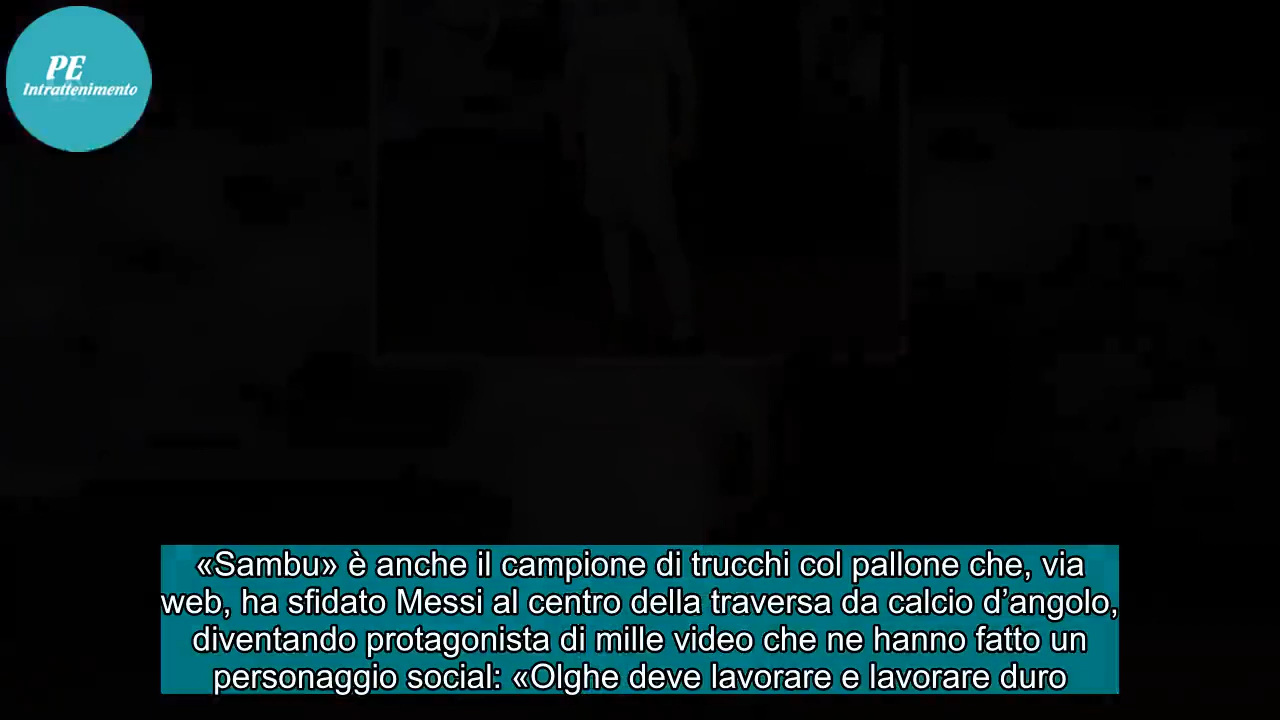 PE
Intrattenimento
«Sambu» è anche il campione di trucchi col pallone che, via
web, ha sfidato Messi al centro della traversa da calcio d’angolo,
diventando protagonista di mille video che ne hanno fatto un
personaggio social: «Olghe deve lavorare e lavorare duro